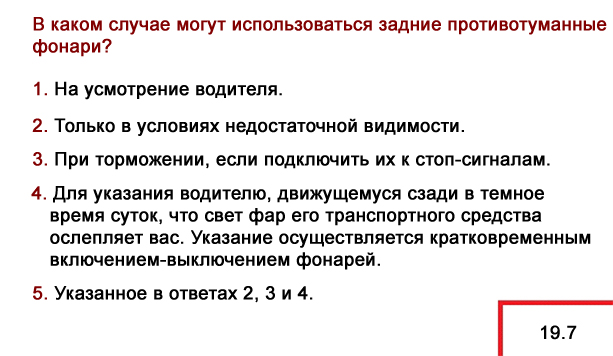 В каком случае могут использоваться задние противотуманные
фонари?
1. На усмотрение водителя.
2. Только в условиях недостаточной видимости.
3. При торможении, если подключить их к стоп-сигналам.
4. Для указания водителю, движущемуся сзади в темное
время суток, что свет фар его транспортного средства
ослепляет вас. Указание осуществляется кратковременным
включением-выключением фонарей.
5. Указанное в ответах 2, 3 и 4.
19.7